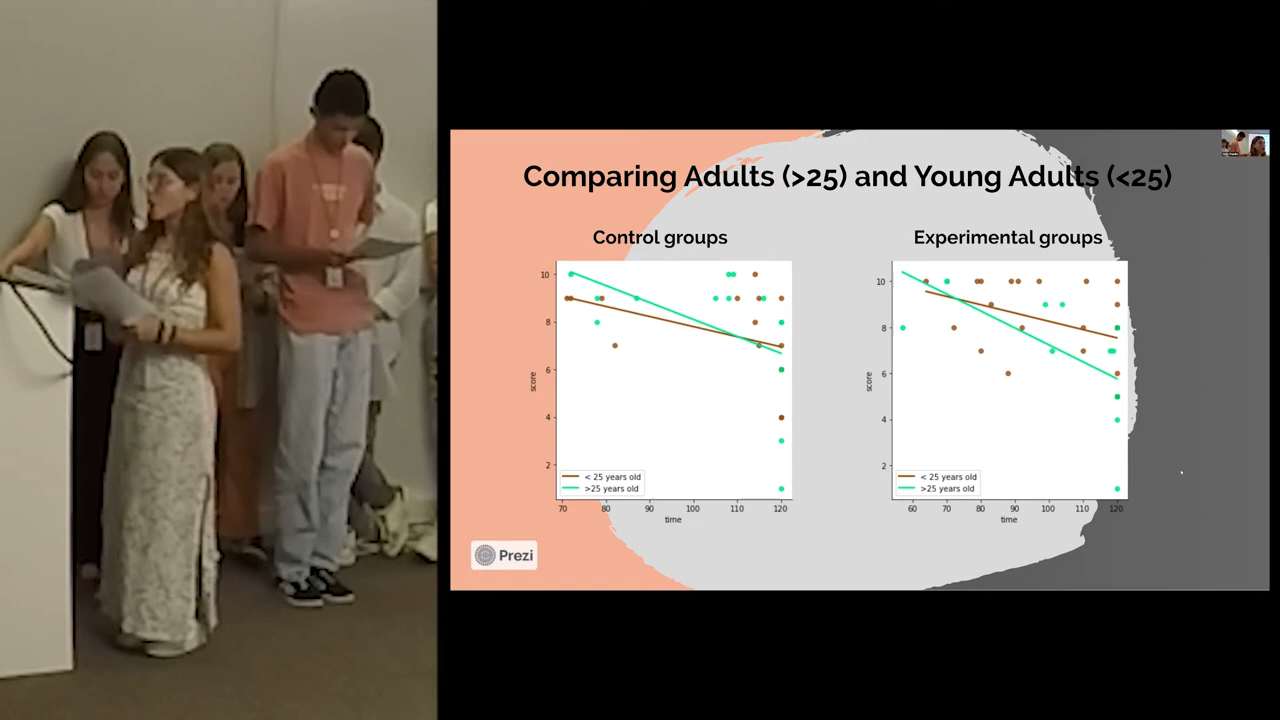 Comparing Adults (>25) and Young Adults (<25)
Control groups
Experimental groups
10
8
6
4
2
score
70
80
90
100
110
120
time
< 25 years old
>25 years old
10
8
6
4
2
score
60
70
80
90
100
110
120
time
< 25 years old
>25 years old
Prezi